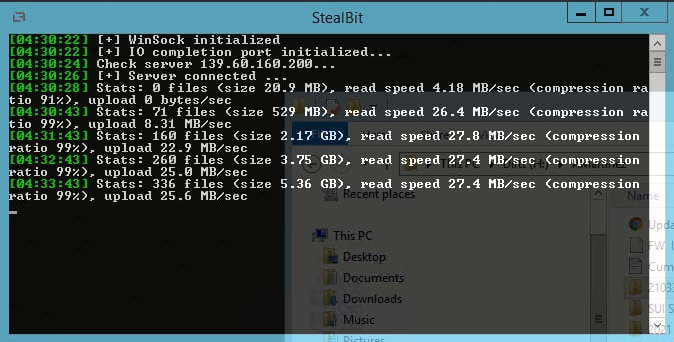 StealBit
[04:30:22] [+] WinSock initialized
[04:30:22] [+] IO completion port initialized...
[04:30:24] Check server 139.60.160.200...
[04:30:26] [+] Server connected ...
[04:30:28] Stats: 0 files (size 20.9 MB), read speed 4.18 MB/sec (compression ra
tio 91%), upload 0 bytes/sec
[04:30:43] Stats: 71 files (size 529 MB), read speed 26.4 MB/sec (compression ra
tio 99%), upload 8.31 MB/sec
[04:31:43] Stats: 160 files (size 2.17 GB), read speed 27.8 MB/sec (compression
ratio 99%), upload 22.9 MB/sec
[04:32:43] Stats: 260 files (size 3.75 GB), read speed 27.4 MB/sec (compression
ratio 99%), upload 25.0 MB/sec
[04:33:43] Stats: 336 files (size 5.36 GB), read speed 27.4 MB/sec (compression
ratio 99%), upload 25.6 MB/sec
Recent places
This PC
Desktop
Documents
Downloads
Music
Pictures
Name
Upda
FW
Cum
2103
SUI S
2021